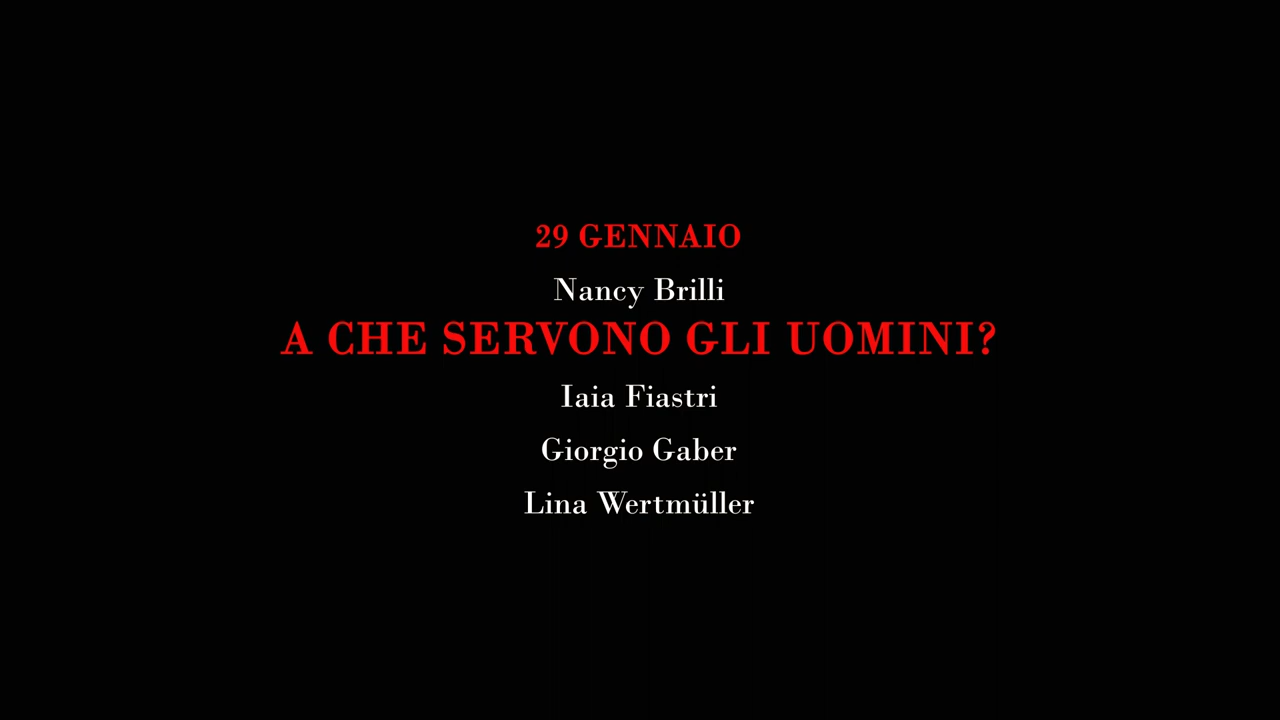 29 GENNAIO
Nancy Brilli
A CHE SERVONO GLI UOMINI?
Iaia Fiastri
Giorgio Gaber
Lina Wertmüller